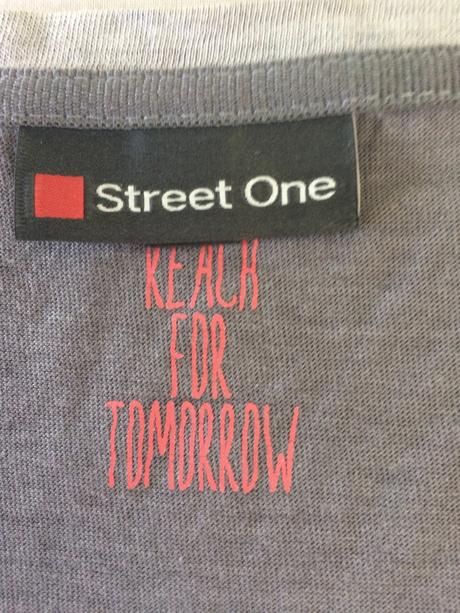 Street One
REACH
FOR
TOMORROW